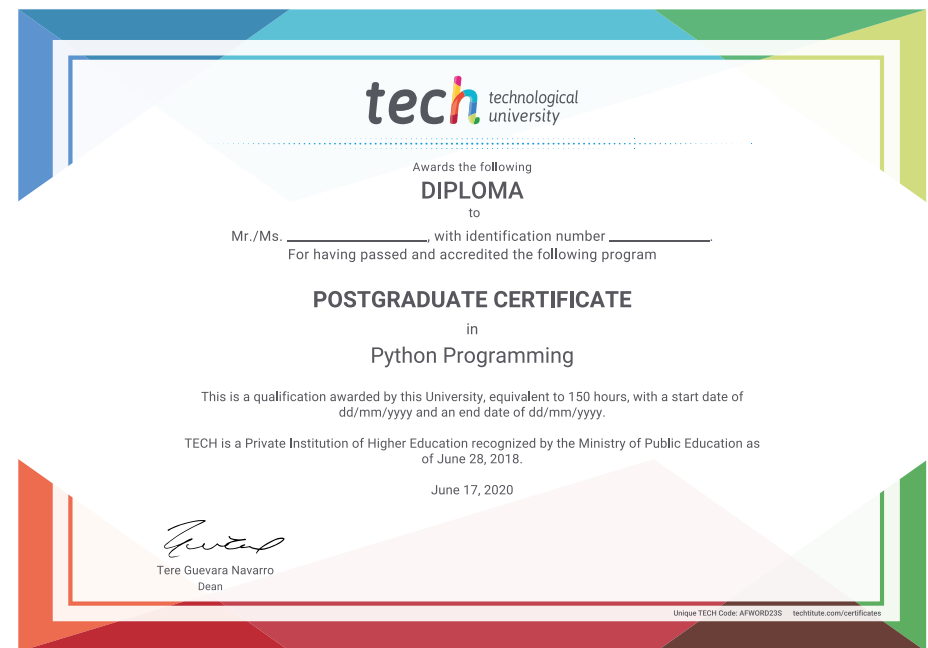 tech technological
university
Awards the following
DIPLOMA
to
Mr./Ms. ____________________, with identification number ______________.
For having passed and accredited the following program
POSTGRADUATE CERTIFICATE
in
Python Programming
This is a qualification awarded by this University, equivalent to 150 hours, with a start date of
dd/mm/yyyy and an end date of dd/mm/yyyy.
TECH is a Private Institution of Higher Education recognized by the Ministry of Public Education as
of June 28, 2018.
June 17, 2020
Tere Guevara Navarro
Dean
Unique TECH Code: AFWORD23S techtitute.com/certificates